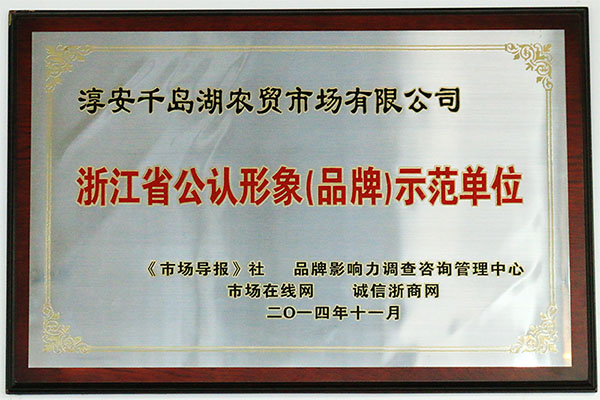 淳安千岛湖农贸市场有限公司
浙江省公认形象(品牌)示范单位
《市场导报》社 品牌影响力调查咨询管理中心
市场在线网 诚信浙商网
二〇一四年十一月